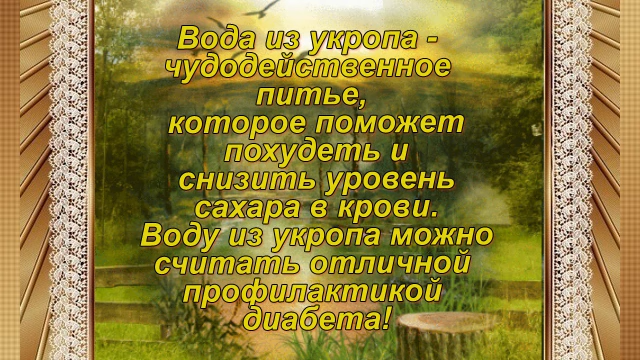 Вода из укропа -
чудодейственное
питье,
которое поможет
похудеть и
снизить уровень
сахара в крови.
Воду из укропа можно
считать отличной
профилактикой
диабета!